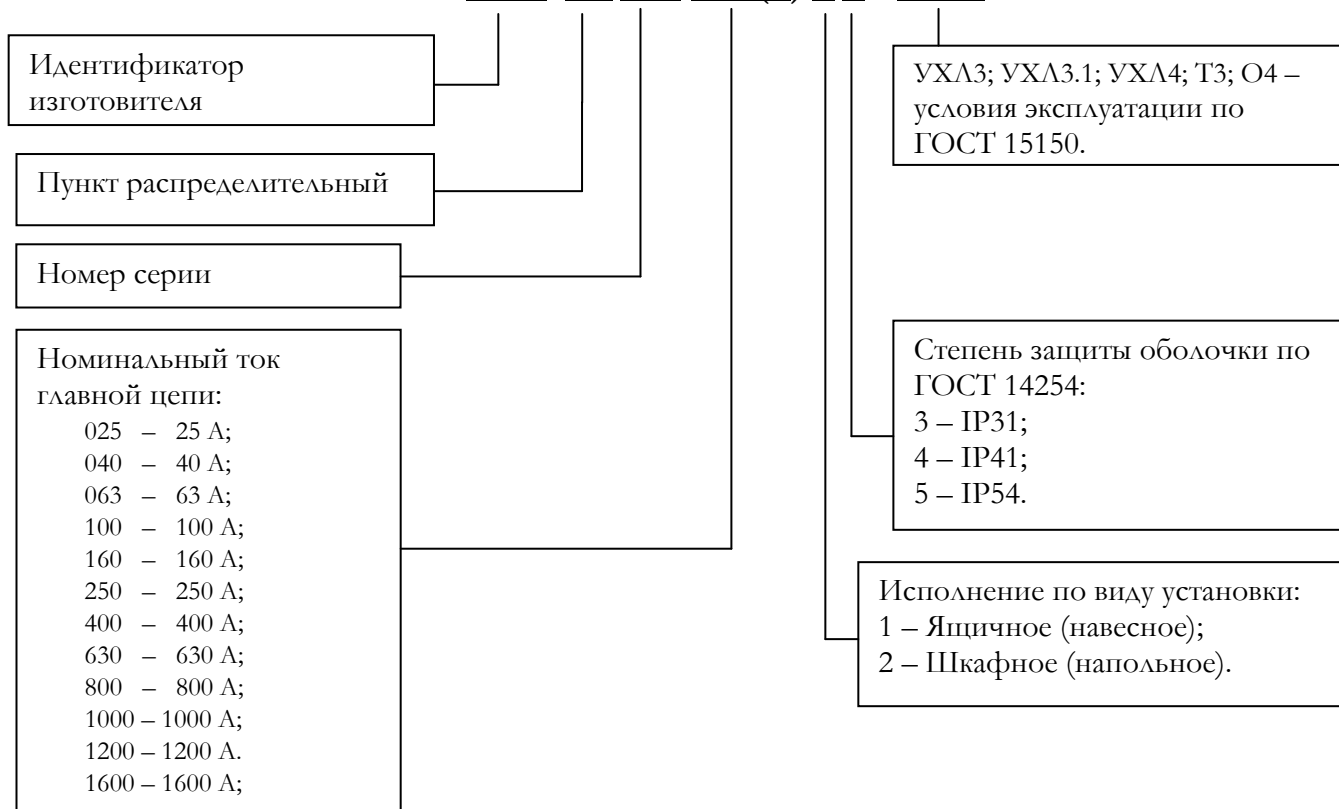 Идентификатор
изготовителя
Пункт распределительный
Номер серии
Номинальный ток
главной цепи:
025 – 25 А;
040 – 40 А;
063 – 63 А;
100 – 100 А;
160 – 160 А;
250 – 250 А;
400 – 400 А;
630 – 630 А;
800 – 800 А;
1000 – 1000 А;
1200 – 1200 А.
1600 – 1600 А;
УХЛ3; УХЛ3.1; УХЛ4; Т3; О4 –
условия эксплуатации по
ГОСТ 15150.
Степень защиты оболочки по
ГОСТ 14254:
3 – IP31;
4 – IP41;
5 – IP54.
Исполнение по виду установки:
1 – Ящичное (навесное);
2 – Шкафное (напольное).